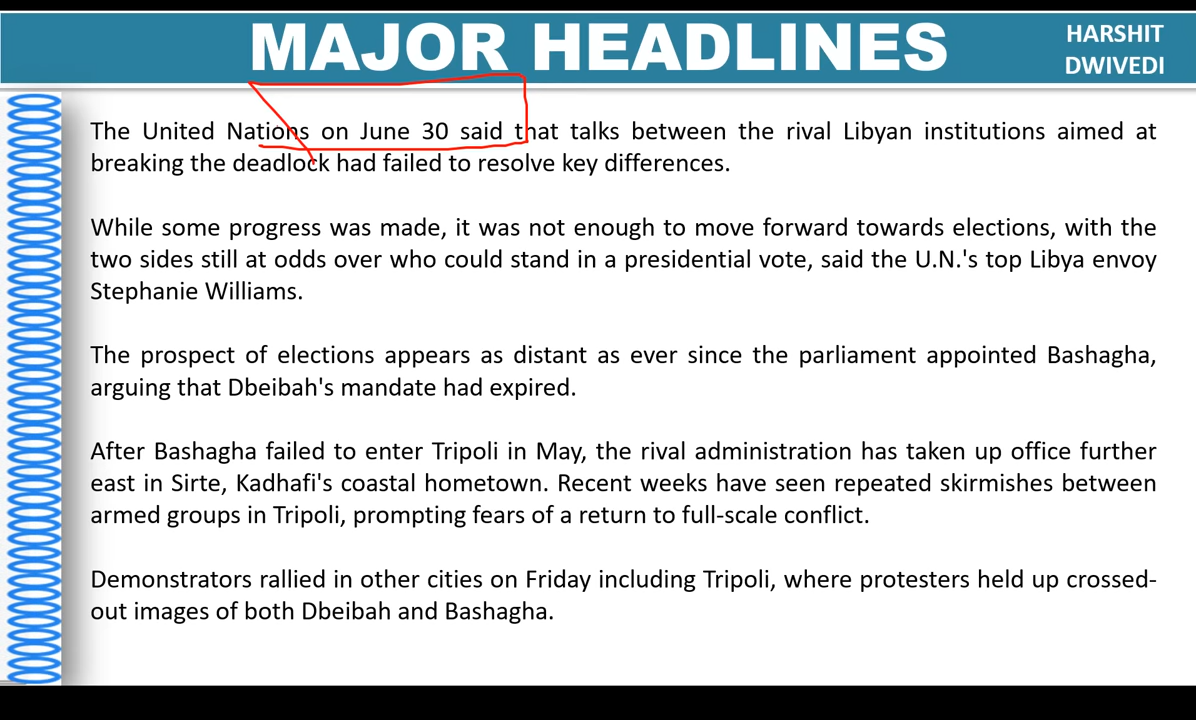 MAJOR HEADLINES
HARSHIT
DWIVEDI
The United Nations on June 30 said that talks between the rival Libyan institutions aimed at
breaking the deadlock had failed to resolve key differences.
While some progress was made, it was not enough to move forward towards elections, with the
two sides still at odds over who could stand in a presidential vote, said the U.N.'s top Libya envoy
Stephanie Williams.
The prospect of elections appears as distant as ever since the parliament appointed Bashagha,
arguing that Dbeibah's mandate had expired.
After Bashagha failed to enter Tripoli in May, the rival administration has taken up office further
east in Sirte, Kadhafi's coastal hometown. Recent weeks have seen repeated skirmishes between
armed groups in Tripoli, prompting fears of a return to full-scale conflict.
Demonstrators rallied in other cities on Friday including Tripoli, where protesters held up crossed-
out images of both Dbeibah and Bashagha.